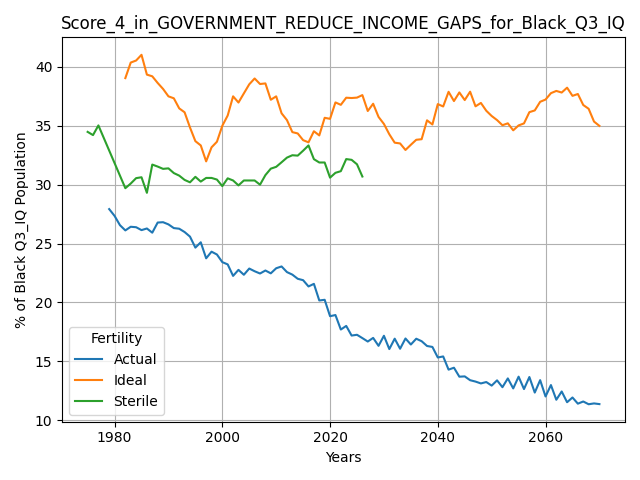 Score_4_in_GOVERNMENT_REDUCE_INCOME_GAPS_for_Black_Q3_IQ
% of Black Q3_IQ Population
40
35
30
25
20
15
10
Fertility
Actual
Ideal
Sterile
1980
2000
2020
2040
2060
Years